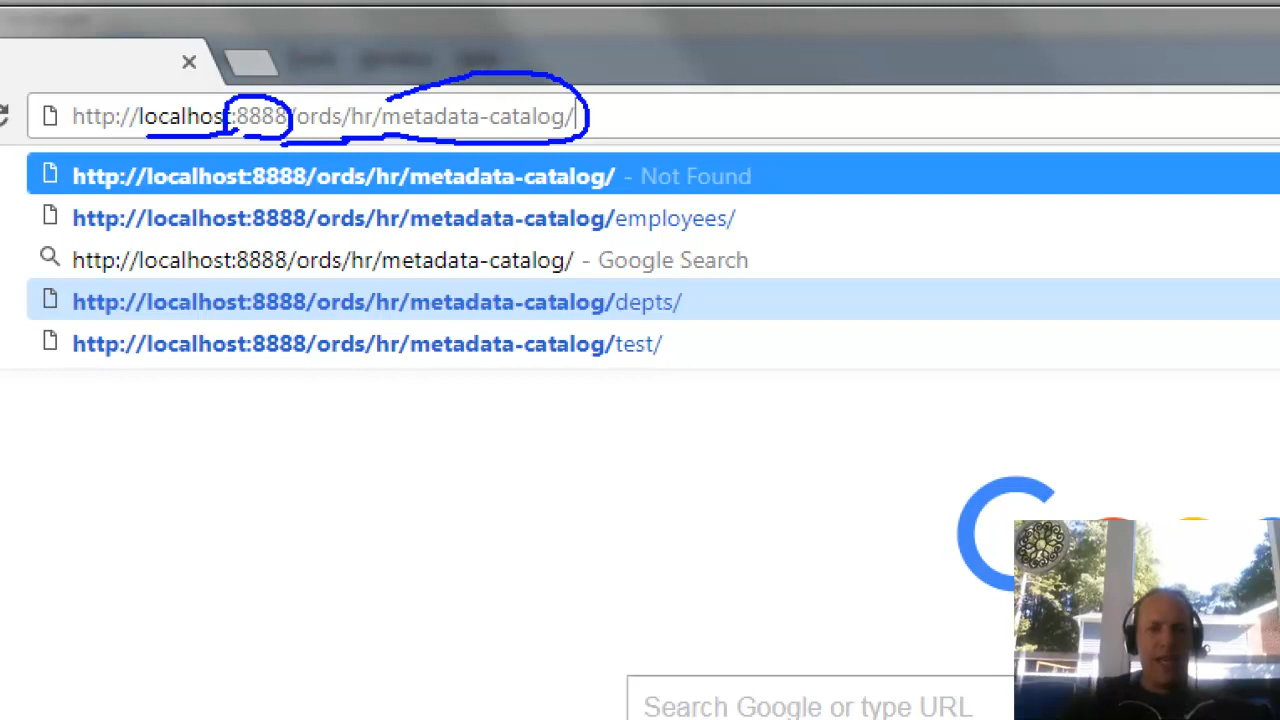 http://localhost:8888/ords/hr/metadata-catalog/
http://localhost:8888/ords/hr/metadata-catalog/ - Not Found
http://localhost:8888/ords/hr/metadata-catalog/employees/
http://localhost:8888/ords/hr/metadata-catalog/ - Google Search
http://localhost:8888/ords/hr/metadata-catalog/depts/
http://localhost:8888/ords/hr/metadata-catalog/test/
Search Google or type URL